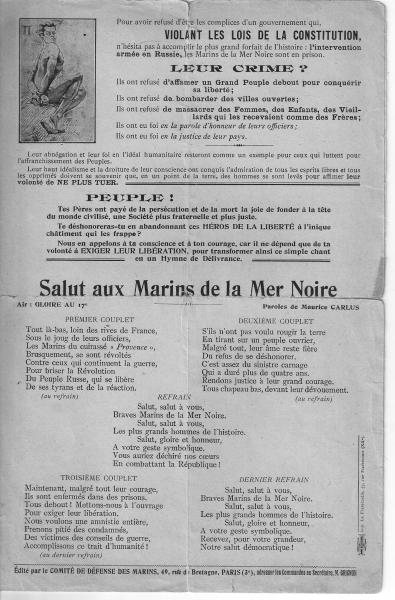 Pour avoir refusé d'être les complices d'un gouvernement qui,
VIOLANT LES LOIS DE LA CONSTITUTION,
n'hésita pas à accomplir le plus grand forfait de l'histoire : l'intervention
armée en Russie, les Marins de la Mer Noire sont en prison.
LEUR CRIME ?
Ils ont refusé d'affamer un Grand Peuple debout pour conquérir
sa liberté;
Ils ont refusé de bombarder des villes ouvertes;
Ils ont refusé de massacrer des Femmes, des Enfants, des Vieil-
lards qui les recevaient comme des Frères;
Ils ont eu foi en la parole d'honneur de leurs officiers;
Ils ont eu foi en la justice de leur pays.
Leur abnégation et leur foi en l'idéal humanitaire resteront comme un exemple pour ceux qui luttent pour
l'affranchissement des Peuples.
Leur haut idéalisme et la droiture de leur conscience ont conquis l'admiration de tous les esprits libres et tous
les opprimés doivent se souvenir que, en un point de la terre, des hommes se sont levés pour affirmer leur
volonté de NE PLUS TUER.
PEUPLE !
Tes Pères ont payé de la persécution et de la mort la joie de fonder à la tête
du monde civilisé, une Société plus fraternelle et plus juste.
Te déshonoreras-tu en abandonnant ces HÉROS DE LA LIBERTÉ à l'inique
châtiment qui les frappe ?
Nous en appelons à ta conscience et à ton courage, car il ne dépend que de ta
volonté à EXIGER LEUR LIBÉRATION, pour transformer ainsi ce simple chant
en un Hymne de Délivrance.
Salut aux Marins de la Mer Noire
Air : GLOIRE AU 17e
Paroles de Maurice CARLUS
PREMIER COUPLET
Tout là-bas, loin des rives de France,
Sous le joug de leurs officiers,
Les Marins du cuirassé « Provence »,
Brusquement, se sont révoltés
Contre ceux qui continuent la guerre,
Pour briser la Révolution
Du Peuple Russe, qui se libère
De ses tyrans et de la réaction.
(au refrain)
DEUXIÈME COUPLET
S'ils n'ont pas voulu rougir la terre
En tirant sur un peuple ouvrier,
Malgré tout, leur âme reste fière
Du refus de se déshonorer.
C'est assez du sinistre carnage
Qui a duré plus de quatre ans.
Rendons justice à leur grand courage.
Tous chapeau bas, devant leur dévouement.
(au refrain)
REFRAIN
Salut, salut à vous,
Braves Marins de la Mer Noire.
Salut, salut à vous,
Les plus grands hommes de l'histoire.
Salut, gloire et honneur,
A votre geste symbolique.
Vous auriez déchiré nos cœurs
En combattant la République !
TROISIÈME COUPLET
Maintenant, malgré tout leur courage,
Ils sont enfermés dans des prisons.
Tous debout ! Mettons-nous à l'ouvrage
Pour exiger leur libération.
Nous voulons une amnistie entière,
Prenons pitié des condamnés,
Des victimes des conseils de guerre,
Accomplissons ce trait d'humanité !
(au dernier refrain)
DERNIER REFRAIN
Salut, salut à vous,
Braves Marins de la Mer Noire.
Salut, salut à vous,
Les plus grands hommes de l'histoire.
Salut, gloire et honneur,
A votre geste symbolique.
Recevez, pour votre grandeur,
Notre salut démocratique !
Édité par le COMITÉ DE DÉFENSE DES MARINS, 49, rue de Bretagne, PARIS (3e), adresser les Commandes au Secrétaire, M. GRIGNON